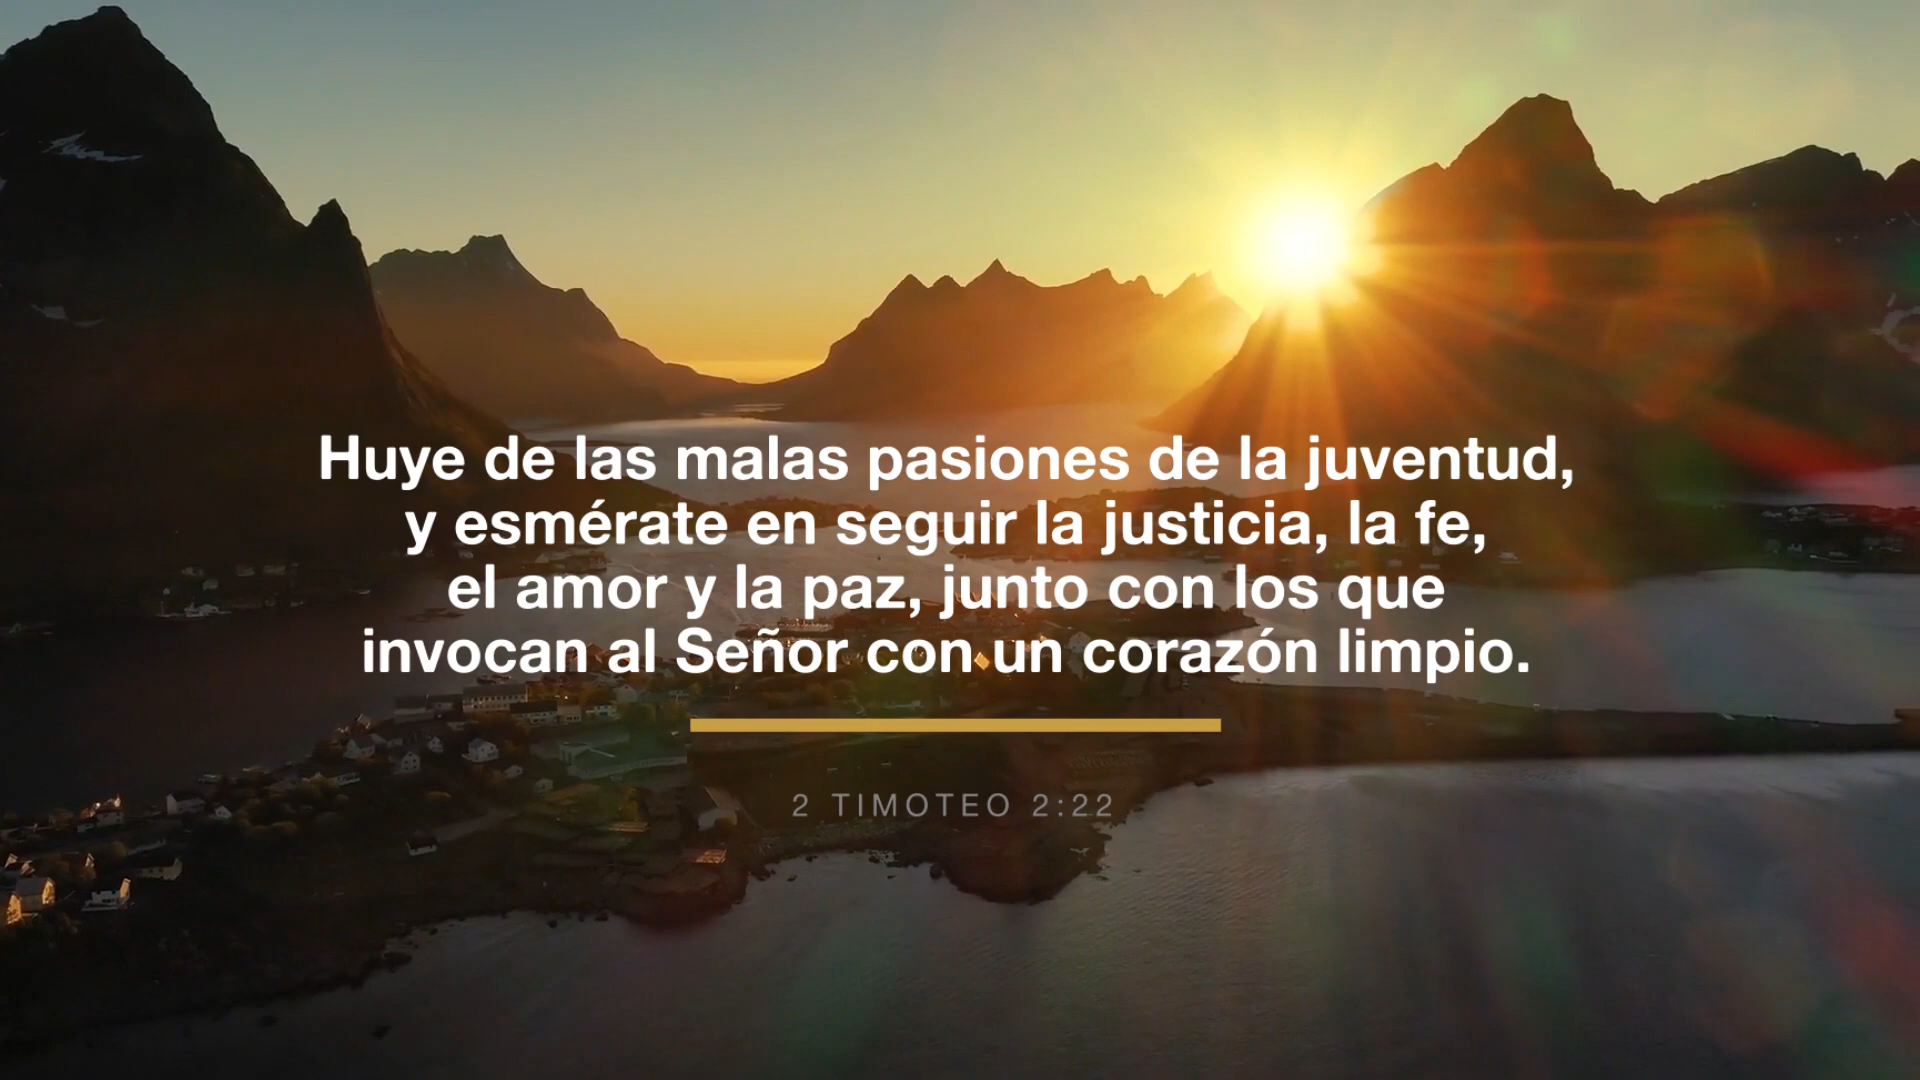 Huye de las malas pasiones de la juventud,
y esmérate en seguir la justicia, la fe,
el amor y la paz, junto con los que
invocan al Señor con un corazón limpio.
2 TIMOTEO 2:22